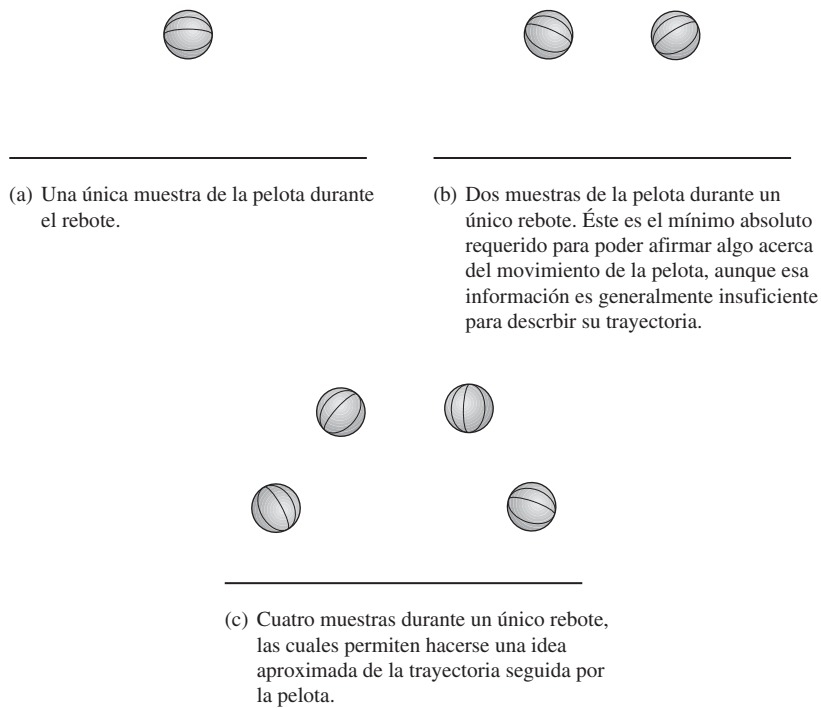 (a) Una única muestra de la pelota durante
el rebote.
(b) Dos muestras de la pelota durante un
único rebote. Éste es el mínimo absoluto
requerido para poder afirmar algo acerca
del movimiento de la pelota, aunque esa
información es generalmente insuficiente
para descrbir su trayectoria.
(c) Cuatro muestras durante un único rebote,
las cuales permiten hacerse una idea
aproximada de la trayectoria seguida por
la pelota.